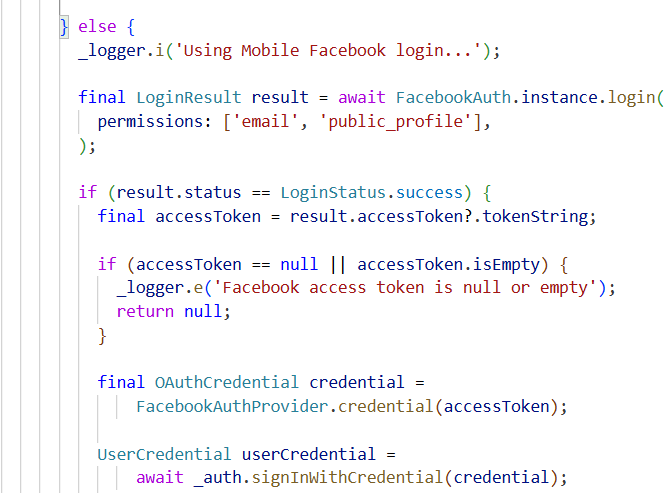 } else {
_logger.i('Using Mobile Facebook login...');
final LoginResult result = await FacebookAuth.instance.login(
permissions: ['email', 'public_profile'],
);
if (result.status == LoginStatus.success) {
final accessToken = result.accessToken?.tokenString;
if (accessToken == null || accessToken.isEmpty) {
_logger.e('Facebook access token is null or empty');
return null;
}
final OAuthCredential credential =
FacebookAuthProvider.credential(accessToken);
UserCredential userCredential =
await _auth.signInWithCredential(credential);